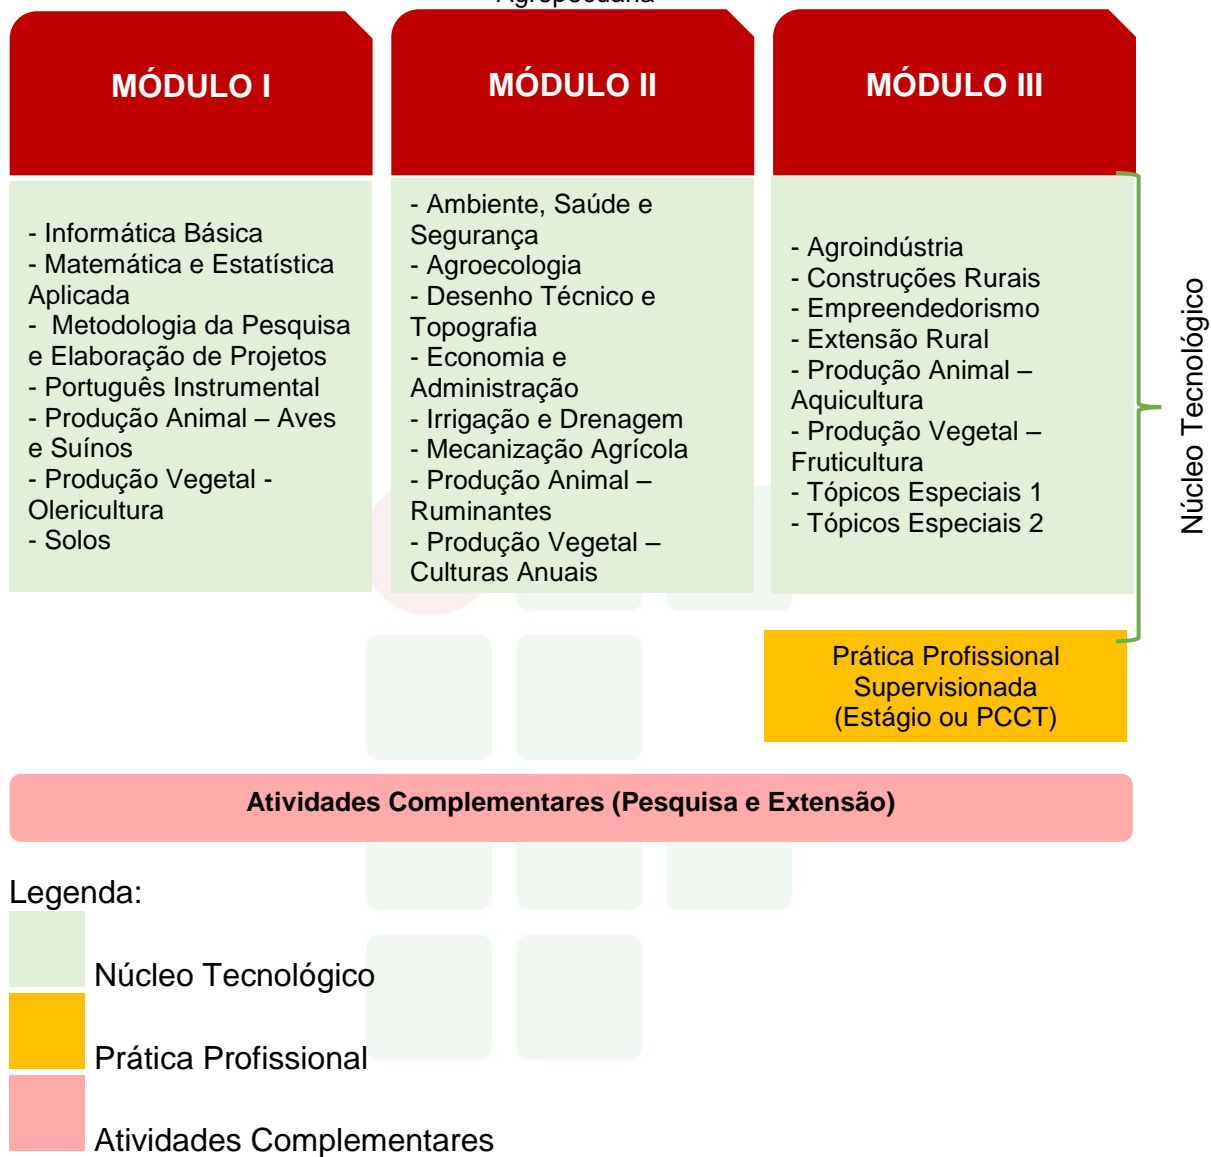 Agropecuária
MÓDULO I
MÓDULO II
MÓDULO III
- Informática Básica
- Matemática e Estatística
Aplicada
-  Metodologia da Pesquisa
e Elaboração de Projetos
- Português Instrumental
- Produção Animal – Aves
e Suínos
- Produção Vegetal -
Olericultura
- Solos
- Ambiente, Saúde e
Segurança
- Agroecologia
- Desenho Técnico e
Topografia
- Economia e
Administração
- Irrigação e Drenagem
- Mecanização Agrícola
- Produção Animal –
Ruminantes
- Produção Vegetal –
Culturas Anuais
- Agroindústria
- Construções Rurais
- Empreendedorismo
- Extensão Rural
- Produção Animal –
Aquicultura
- Produção Vegetal –
Fruticultura
- Tópicos Especiais 1
- Tópicos Especiais 2
Núcleo Tecnológico
Prática Profissional
Supervisionada
(Estágio ou PCCT)
Atividades Complementares (Pesquisa e Extensão)
Legenda:
Núcleo Tecnológico
Prática Profissional
Atividades Complementares